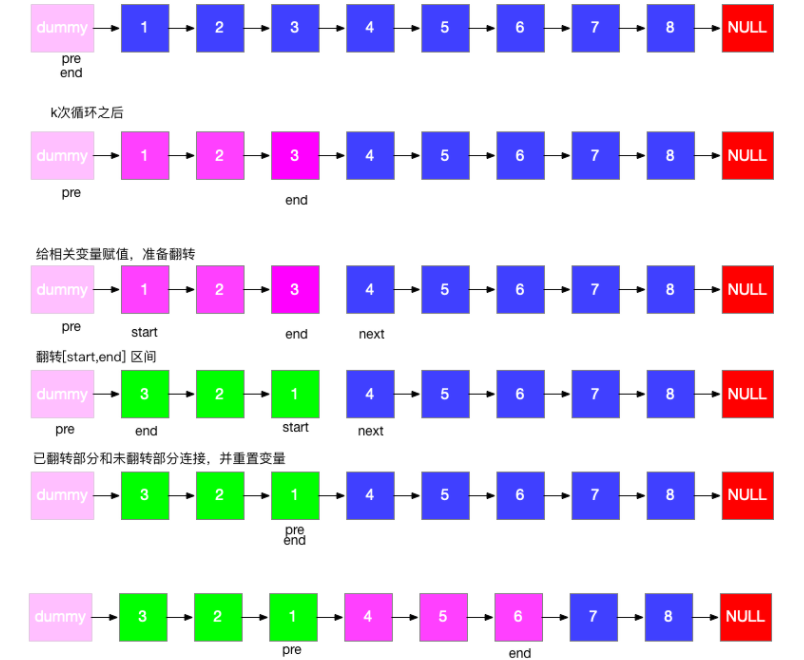 dummy 1 2 3 4 5 6 7 8 NULL
pre
end
k次循环之后
dummy 1 2 3 4 5 6 7 8 NULL
pre end
给相关变量赋值，准备翻转
dummy 1 2 3 4 5 6 7 8 NULL
pre start end next
翻转[start,end] 区间
dummy 3 2 1 4 5 6 7 8 NULL
pre end start next
已翻转部分和未翻转部分连接，并重置变量
dummy 3 2 1 4 5 6 7 8 NULL
pre
end
dummy 3 2 1 4 5 6 7 8 NULL
pre end